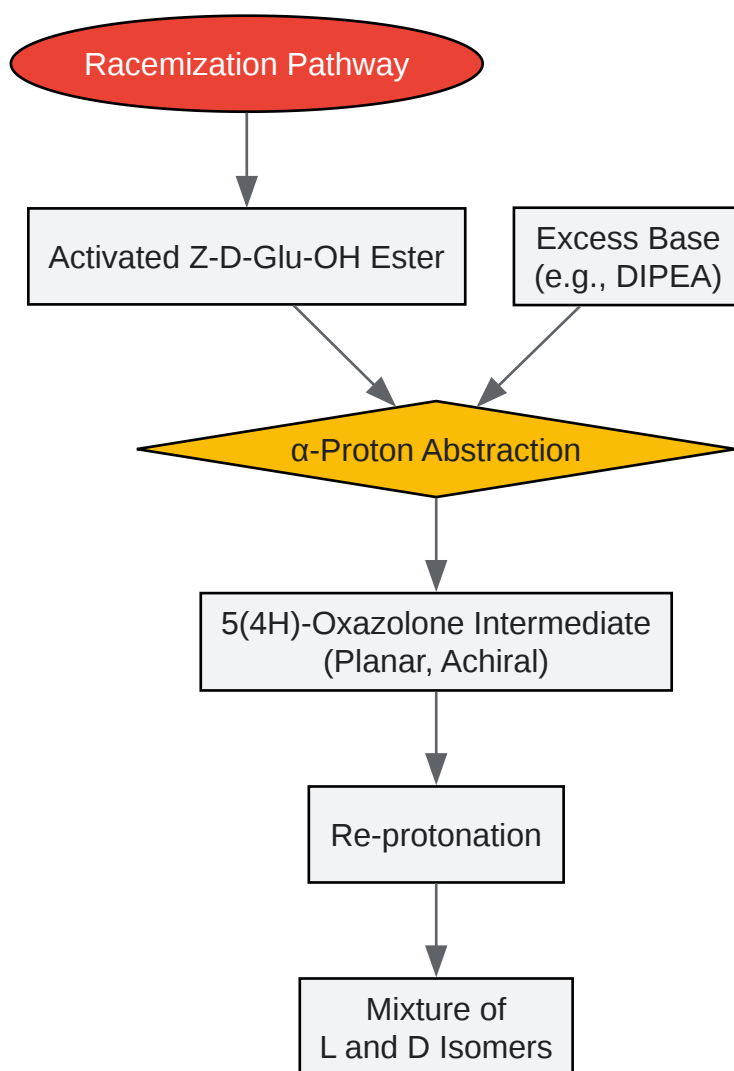 Racemization Pathway
Activated Z-D-Glu-OH Ester
Excess Base
(e.g., DIPEA)
α-Proton Abstraction
5(4H)-Oxazolone Intermediate
(Planar, Achiral)
Re-protonation
Mixture of
L and D Isomers